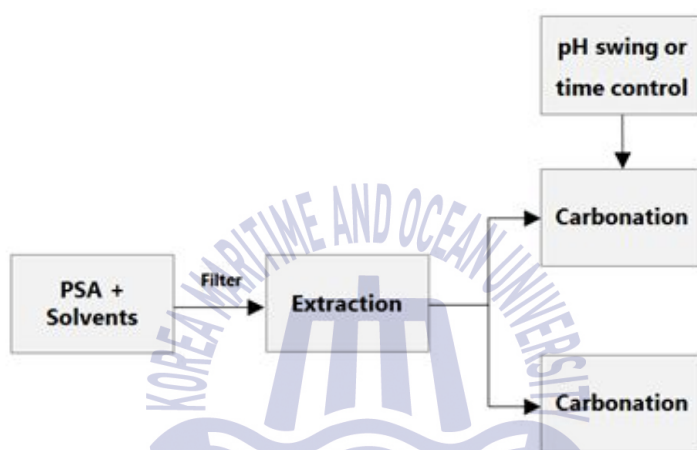 pH swing or
time control
Carbonation
PSA +
Solvents
Filter
Extraction
Carbonation
KOREA MARITIME AND OCEAN UNIVERSITY